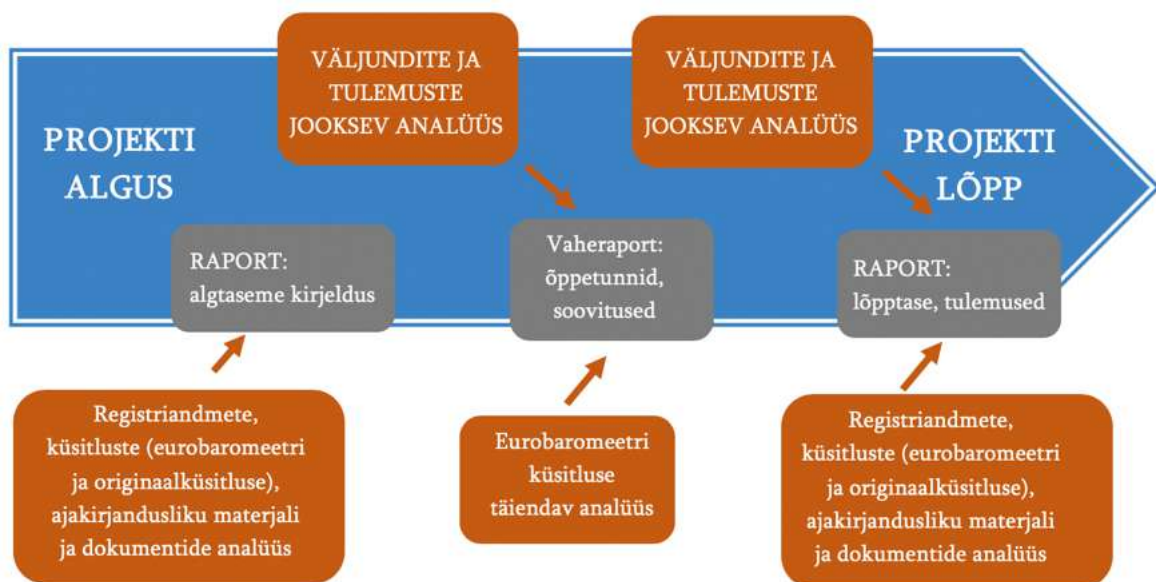 VÄLJUNDITE JA
TULEMUSTE
JOOKSEV ANALÜÜS
VÄLJUNDITE JA
TULEMUSTE
JOOKSEV ANALÜÜS
PROJEKTI
ALGUS
PROJEKTI
LÕPP
RAPORT:
algtaseme kirjeldus
Vaheraport:
õppetunnid,
soovitused
RAPORT:
lõpptase, tulemused
Registriandmete,
küsitluste (eurobaromeetri
ja originaalküsitluse),
ajakirjandusliku materjali
ja dokumentide analüüs
Eurobaromeetri
küsitluse
täiendav analüüs
Registriandmete,
küsitluste (eurobaromeetri
ja originaalküsitluse),
ajakirjandusliku materjali
ja dokumentide analüüs